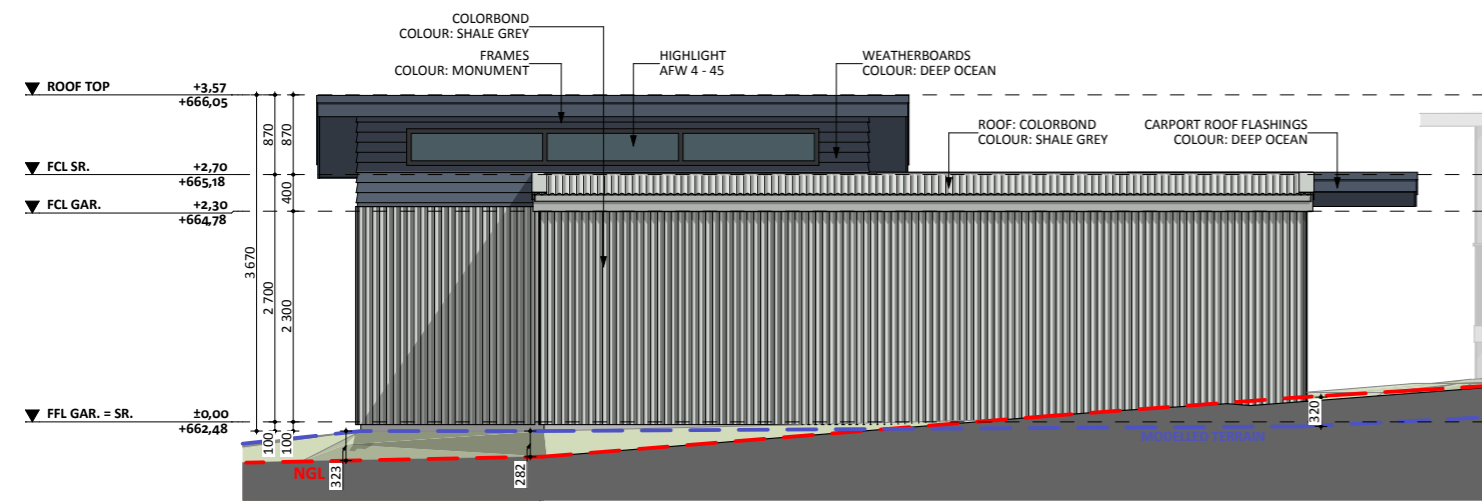 COLORBOND
COLOUR: SHALE GREY
FRAMES
COLOUR: MONUMENT
HIGHLIGHT
AFW 4 - 45
WEATHERBOARDS
COLOUR: DEEP OCEAN
ROOF TOP +3,57
+666,05
ROOF: COLORBOND
COLOUR: SHALE GREY
CARPORT ROOF FLASHINGS
COLOUR: DEEP OCEAN
870
870
FCL SR. +2,70
+665,18
400
FCL GAR. +2,30
+664,78
3 670
2 700
2 300
FFL GAR. = SR. ±0,00
+662,48
100
100
323
282
320
NGL
MODELLED TERRAIN